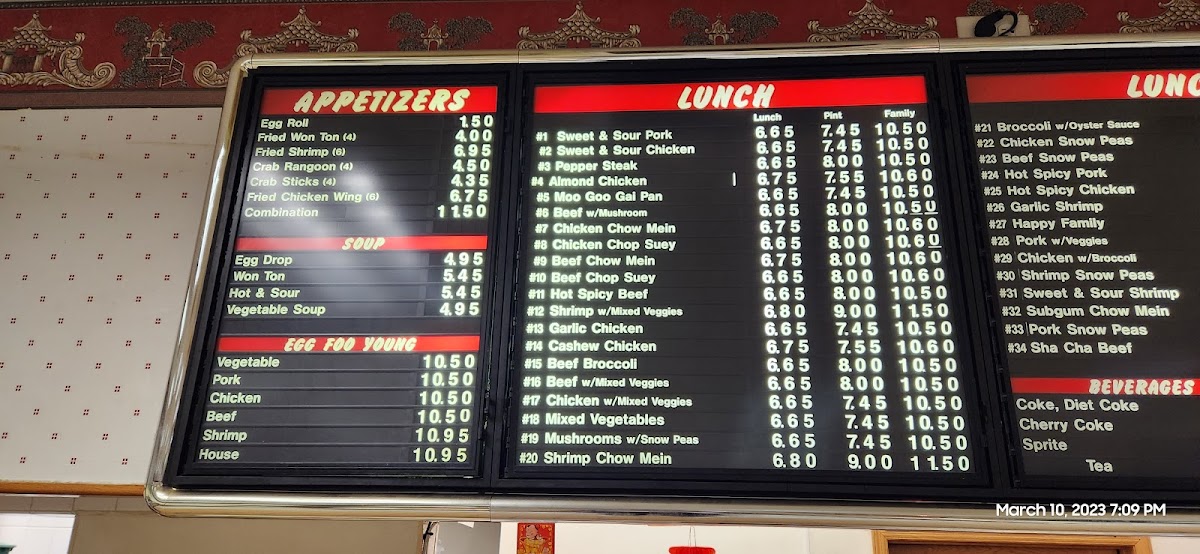 APPETIZERS
Egg Roll 1.50
Fried Won Ton (4) 4.00
Fried Shrimp (6) 6.95
Crab Rangoon (4) 4.50
Crab Sticks (4) 4.35
Fried Chicken Wing (6) 6.75
Combination 11.50
SOUP
Egg Drop 4.95
Won Ton 5.45
Hot & Sour 5.45
Vegetable Soup 4.95
EGG FOO YOUNG
Vegetable 10.50
Pork 10.50
Chicken 10.50
Beef 10.50
Shrimp 10.95
House 10.95
LUNCH
Lunch Pint Family
#1 Sweet & Sour Pork 6.65 7.45 10.50
#2 Sweet & Sour Chicken 6.65 7.45 10.50
#3 Pepper Steak 6.65 8.00 10.50
#4 Almond Chicken 6.75 7.55 10.60
#5 Moo Goo Gai Pan 6.65 7.45 10.50
#6 Beef w/Mushroom 6.65 8.00 10.50
#7 Chicken Chow Mein 6.75 8.00 10.60
#8 Chicken Chop Suey 6.65 8.00 10.60
#9 Beef Chow Mein 6.75 8.00 10.60
#10 Beef Chop Suey 6.65 8.00 10.60
#11 Hot Spicy Beef 6.65 8.00 10.50
#12 Shrimp w/Mixed Veggies 6.80 9.00 11.50
#13 Garlic Chicken 6.65 7.45 10.50
#14 Cashew Chicken 6.75 7.55 10.60
#15 Beef Broccoli 6.65 8.00 10.50
#16 Beef w/Mixed Veggies 6.65 8.00 10.50
#17 Chicken w/Mixed Veggies 6.65 7.45 10.50
#18 Mixed Vegetables 6.65 7.45 10.50
#19 Mushrooms w/Snow Peas 6.65 7.45 10.50
#20 Shrimp Chow Mein 6.80 9.00 11.50
LUNC
#21 Broccoli w/Oyster Sauce
#22 Chicken Snow Peas
#23 Beef Snow Peas
#24 Hot Spicy Pork
#25 Hot Spicy Chicken
#26 Garlic Shrimp
#27 Happy Family
#28 Pork w/Veggies
#29 Chicken w/Broccoli
#30 Shrimp Snow Peas
#31 Sweet & Sour Shrimp
#32 Subgum Chow Mein
#33 Pork Snow Peas
#34 Sha Cha Beef
BEVERAGES
Coke, Diet Coke
Cherry Coke
Sprite
Tea
March 10, 2023 7:09 PM